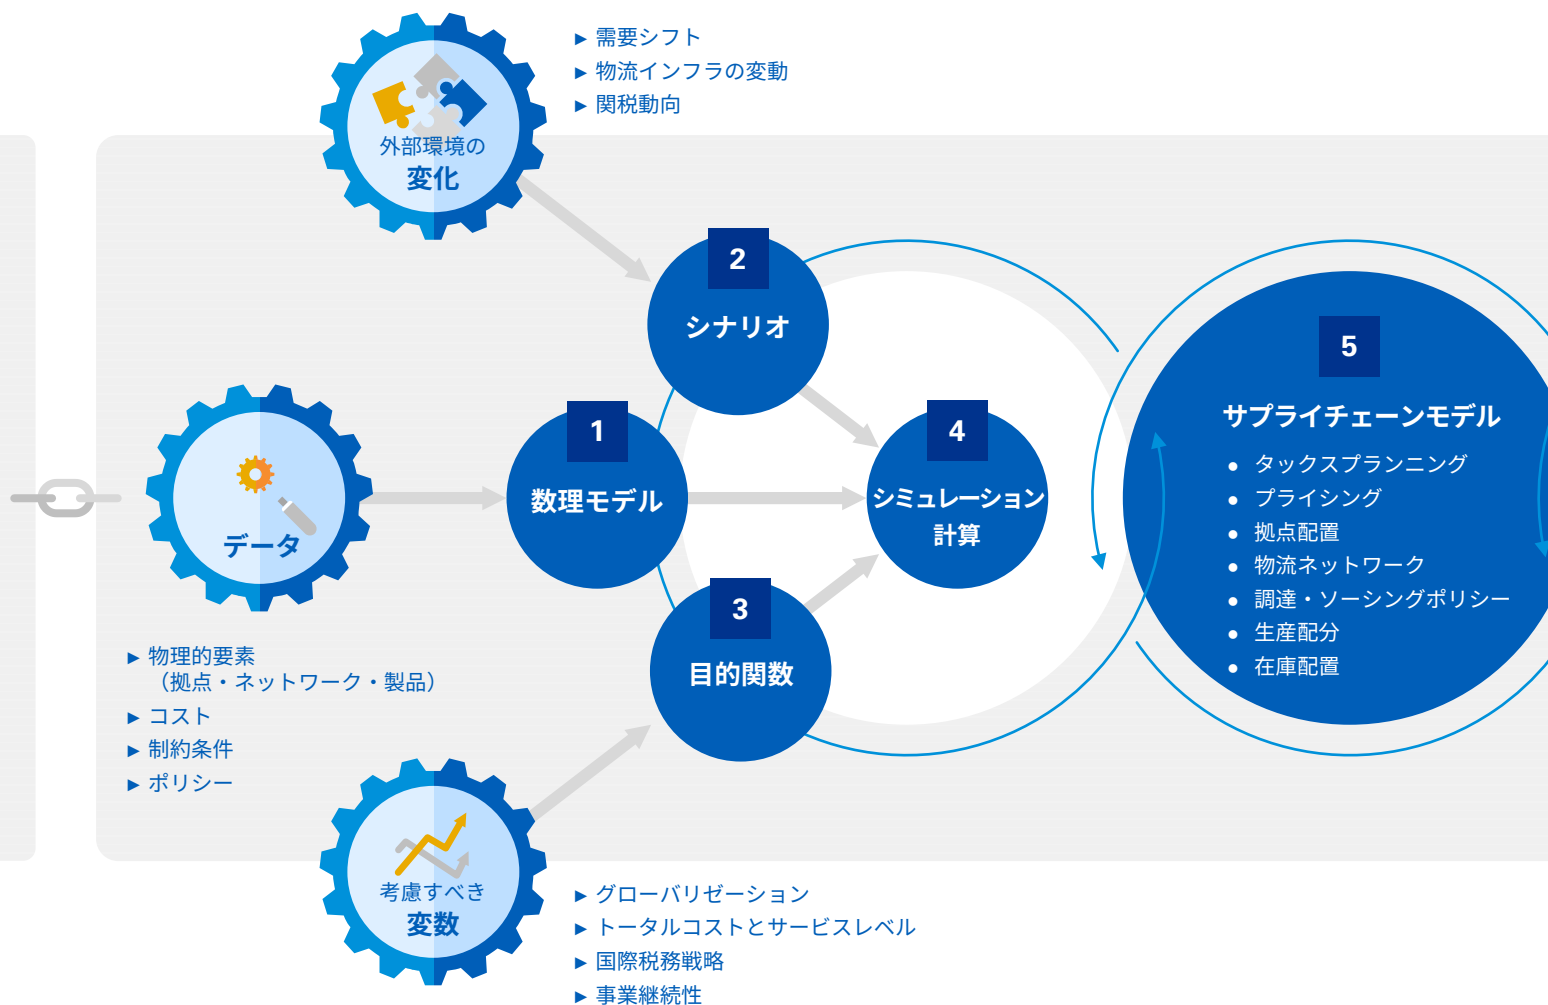 ► 需要シフト
► 物流インフラの変動
► 関税動向
外部環境の
変化
2
シナリオ
1
数理モデル
4
シミュレーション
計算
3
目的関数
データ
► 物理的要素
（拠点・ネットワーク・製品）
► コスト
► 制約条件
► ポリシー
考慮すべき
変数
► グローバリゼーション
► トータルコストとサービスレベル
► 国際税務戦略
► 事業継続性
5
サプライチェーンモデル
● タックスプランニング
● プライシング
● 拠点配置
● 物流ネットワーク
● 調達・ソーシングポリシー
● 生産配分
● 在庫配置